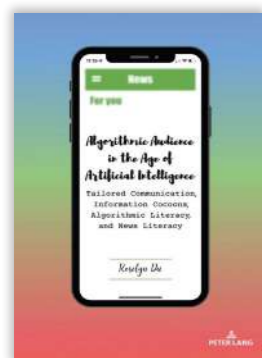 News
For you
Algorithmic Audience
in the Age of
Artificial Intelligence
Tailored Communication,
Information Cocoons,
Algorithmic Literacy,
and News Literacy
Roselyn Du
PETER LANG